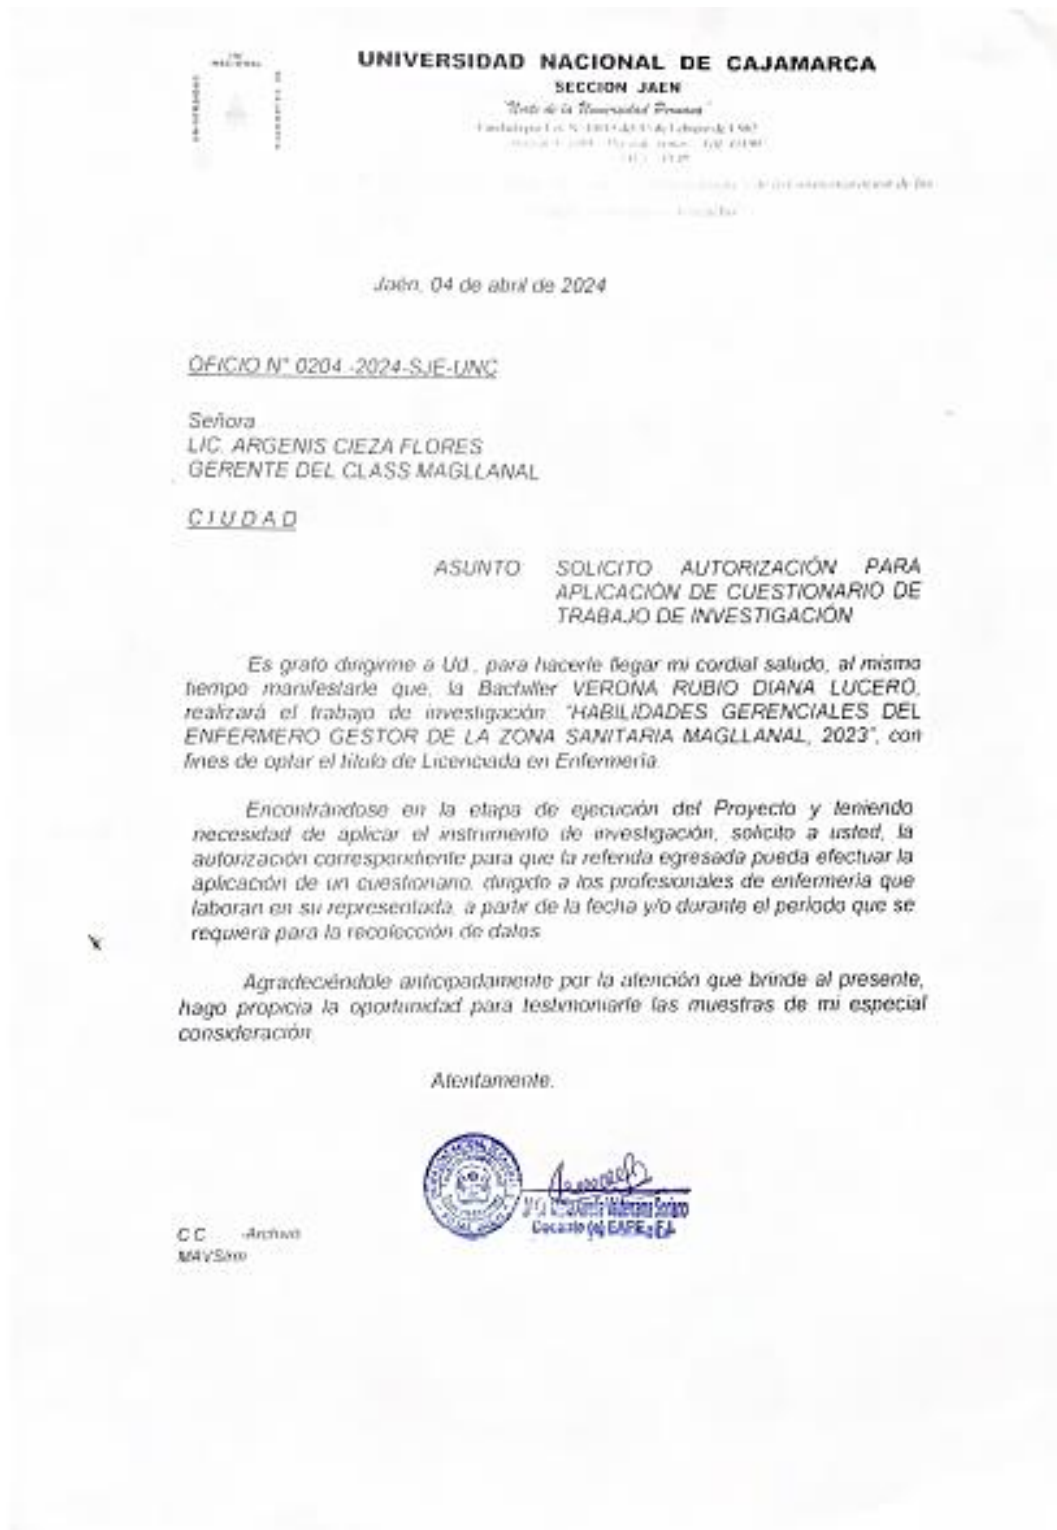 UNIVERSIDAD NACIONAL DE CAJAMARCA
SECCION JAEN
"Norte de la Universidad Peruana"
Jaén, 04 de abril de 2024
OFICIO N° 0204 -2024-SJE-UNC
Señora
LIC. ARGENIS CIEZA FLORES
GERENTE DEL CLASS MAGLLANAL
C I U D A D
ASUNTO SOLICITO AUTORIZACIÓN PARA
APLICACIÓN DE CUESTIONARIO DE
TRABAJO DE INVESTIGACIÓN
Es grato dirigirme a Ud., para hacerle llegar mi cordial saludo, al mismo
tiempo manifestarle que, la Bachiller VERONA RUBIO DIANA LUCERO,
realizará el trabajo de investigación: "HABILIDADES GERENCIALES DEL
ENFERMERO GESTOR DE LA ZONA SANITARIA MAGLLANAL, 2023", con
fines de optar el título de Licenciada en Enfermería.
Encontrándose en la etapa de ejecución del Proyecto y teniendo
necesidad de aplicar el instrumento de investigación, solicito a usted, la
autorización correspondiente para que la referida egresada pueda efectuar la
aplicación de un cuestionario, dirigido a los profesionales de enfermería que
laboran en su representada, a partir de la fecha y/o durante el periodo que se
requiera para la recolección de datos.
Agradeciéndole anticipadamente por la atención que brinde al presente,
hago propicia la oportunidad para testimoniarle las muestras de mi especial
consideración.
Atentamente,
C.C. -Archivo
MAVS/em